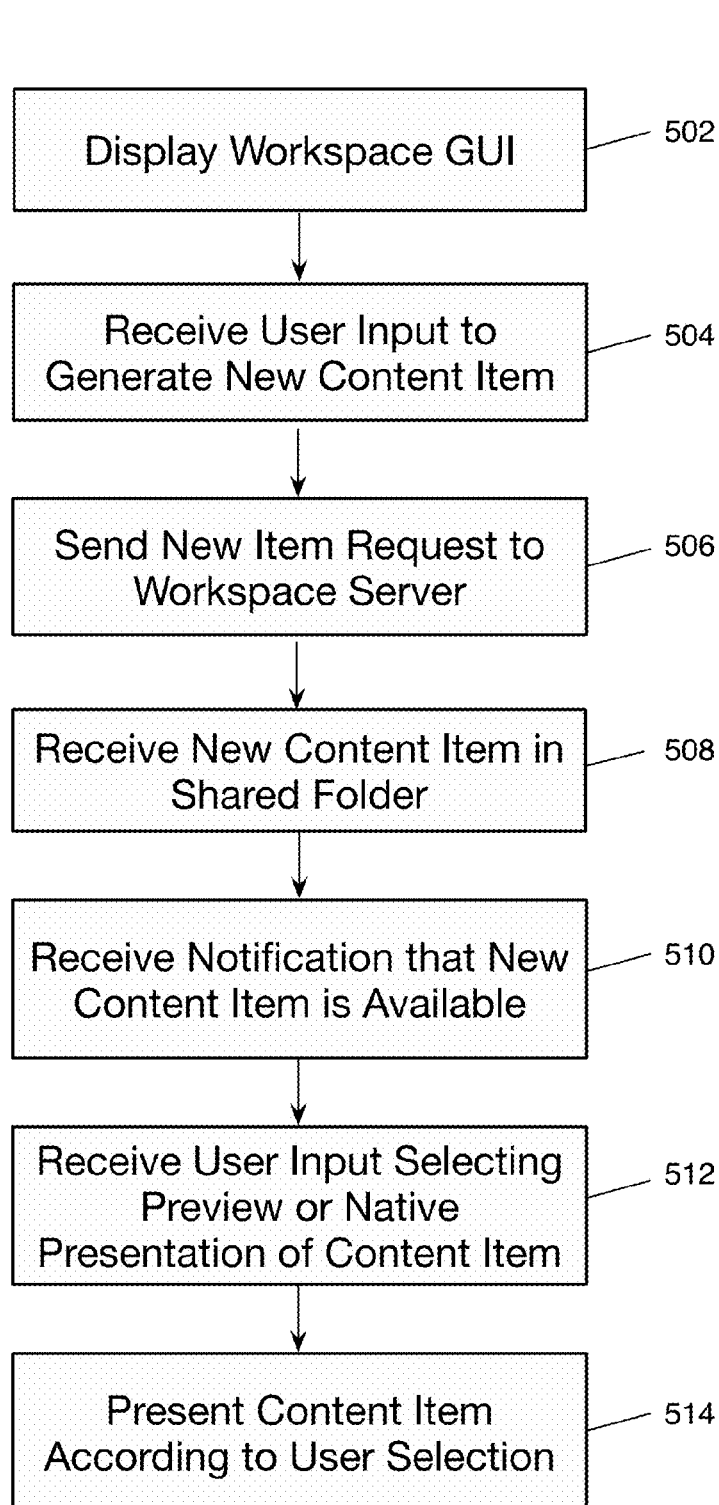 Display Workspace GUI
502
Receive User Input to
Generate New Content Item
504
Send New Item Request to
Workspace Server
506
Receive New Content Item in
Shared Folder
508
Receive Notification that New
Content Item is Available
510
Receive User Input Selecting
Preview or Native
Presentation of Content Item
512
Present Content Item
According to User Selection
514